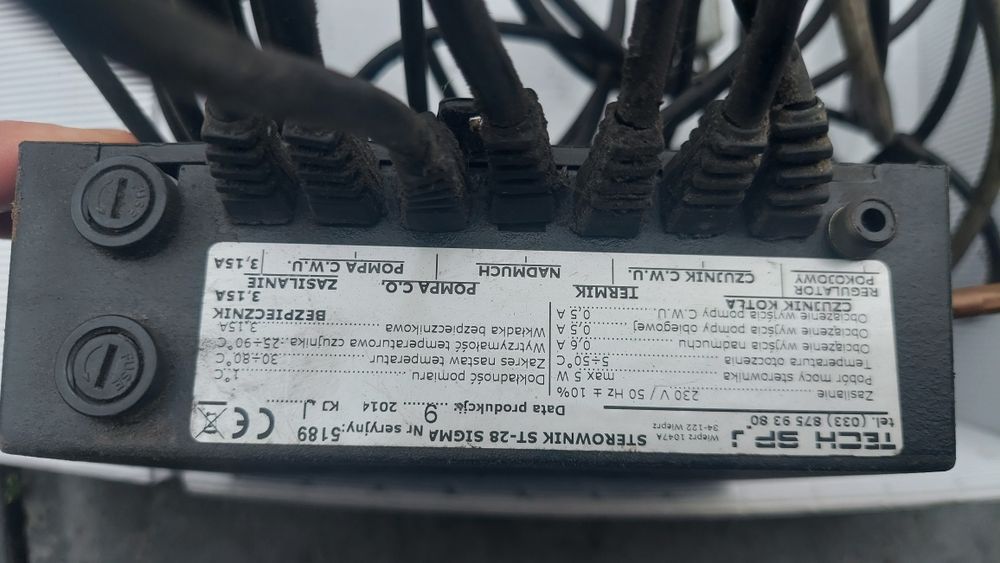 TECH SP J
Wieprz 1047A
34-122 Wieprz
tel. (033) 875 93 80
STEROWNIK ST-28 SIGMA Nr seryjny: 5189
Data produkcji: 9 2014 KJ
CE
Zasilanie 230 V / 50 Hz ± 10%
Pobór mocy sterownika max 5 W
Temperatura otoczenia 5÷50°C
Obciążenie wyjścia nadmuchu 0,6 A
Obciążenie wyjścia pompy obiegowej 0,5 A
Obciążenie wyjścia pompy C.W.U. 0,5 A
Dokładność pomiaru 1°C
Zakres nastaw temperatur 30÷80°C
Wytrzymałość temperaturowa czujnika -25÷90°C
Wkładka bezpiecznikowa 3,15A
CZUJNIK KOTŁA
TERMIK
POMPA C.O.
ZASILANIE
BEZPIECZNIK
3,15A
REGULATOR
POKOJOWY
CZUJNIK C.W.U.
NADMUCH
POMPA C.W.U.
3,15A
FUSE
FUSE